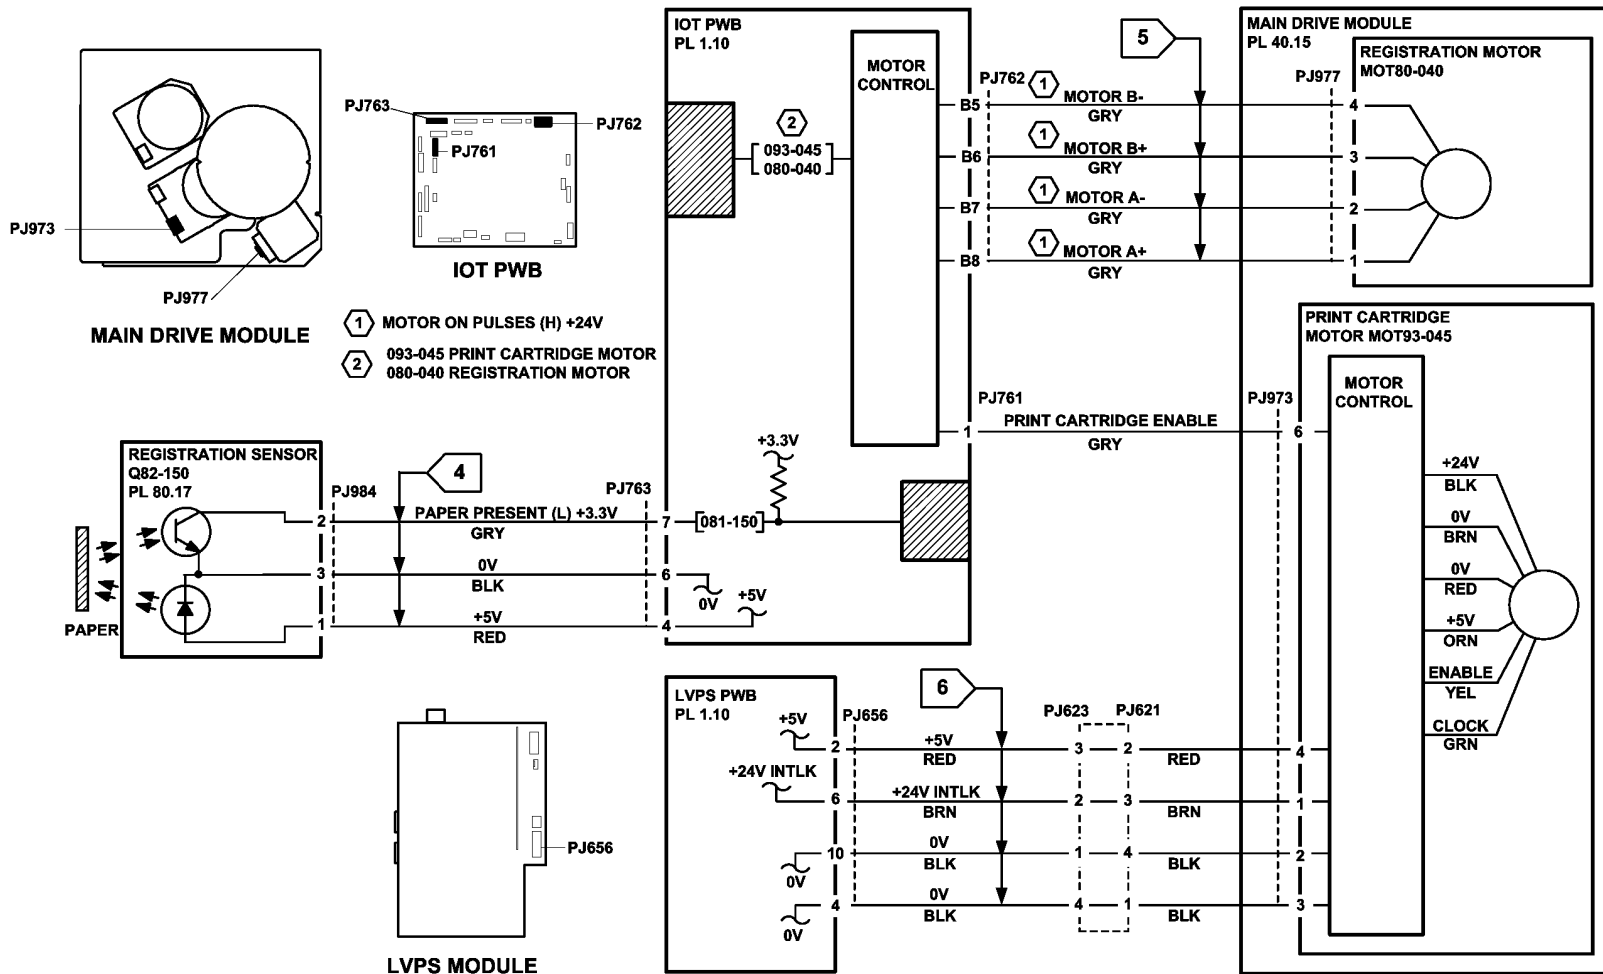 PJ973
PJ977
MAIN DRIVE MODULE
PJ763
PJ762
PJ761
IOT PWB
1 MOTOR ON PULSES (H) +24V
2 093-045 PRINT CARTRIDGE MOTOR
080-040 REGISTRATION MOTOR
IOT PWB
PL 1.10
MOTOR
CONTROL
2
093-045
080-040
B5
B6
B7
B8
PJ762
1
MOTOR B-
GRY
1
MOTOR B+
GRY
1
MOTOR A-
GRY
1
MOTOR A+
GRY
5
PJ977
MAIN DRIVE MODULE
PL 40.15
REGISTRATION MOTOR
MOT80-040
4
3
2
1
PJ761
1
PRINT CARTRIDGE ENABLE
GRY
PJ973
6
PRINT CARTRIDGE
MOTOR MOT93-045
MOTOR
CONTROL
+24V
BLK
0V
BRN
0V
RED
+5V
ORN
ENABLE
YEL
CLOCK
GRN
REGISTRATION SENSOR
Q82-150
PL 80.17
PAPER
2
3
1
PJ984
4
PJ763
PAPER PRESENT (L) +3.3V
GRY
0V
BLK
+5V
RED
7
6
4
081-150
+3.3V
0V
+5V
PJ656
LVPS MODULE
LVPS PWB
PL 1.10
+5V
+24V INTLK
0V
0V
2
6
10
4
PJ656
6
+5V
RED
+24V INTLK
BRN
0V
BLK
0V
BLK
PJ623
PJ621
3 2
2 3
1 4
4 1
RED
BRN
BLK
BLK
4
1
2
3